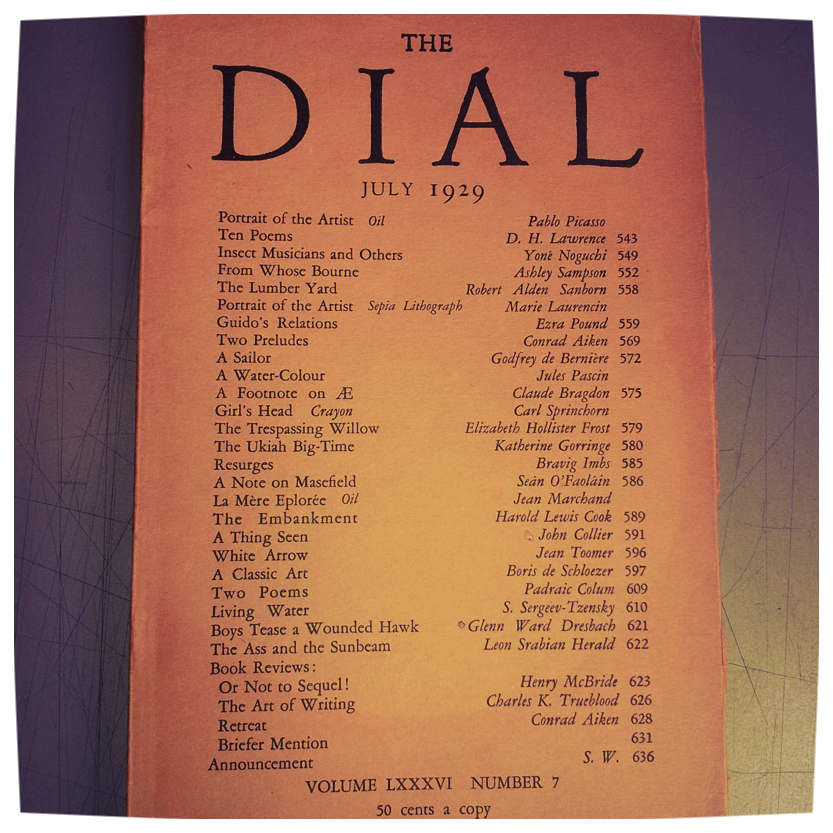 THE
DIAL
JULY 1929
Portrait of the Artist Oil Pablo Picasso
Ten Poems D. H. Lawrence 543
Insect Musicians and Others Yoné Noguchi 549
From Whose Bourne Ashley Sampson 552
The Lumber Yard Robert Alden Sanborn 558
Portrait of the Artist Sepia Lithograph Marie Laurencin
Guido's Relations Ezra Pound 559
Two Preludes Conrad Aiken 569
A Sailor Godfrey de Bernière 572
A Water-Colour Jules Pascin
A Footnote on Æ Claude Bragdon 575
Girl's Head Crayon Carl Sprinchorn
The Trespassing Willow Elizabeth Hollister Frost 579
The Ukiah Big-Time Katherine Gorringe 580
Resurges Bravig Imbs 585
A Note on Masefield Seán O'Faoláin 586
La Mère Eplorée Oil Jean Marchand
The Embankment Harold Lewis Cook 589
A Thing Seen John Collier 591
White Arrow Jean Toomer 596
A Classic Art Boris de Schloezer 597
Two Poems Padraic Colum 609
Living Water S. Sergeev-Tzensky 610
Boys Tease a Wounded Hawk Glenn Ward Dresbach 621
The Ass and the Sunbeam Leon Srabian Herald 622
Book Reviews:
Or Not to Sequel! Henry McBride 623
The Art of Writing Charles K. Trueblood 626
Retreat Conrad Aiken 628
Briefer Mention 631
Announcement S. W. 636
VOLUME LXXXVI NUMBER 7
50 cents a copy